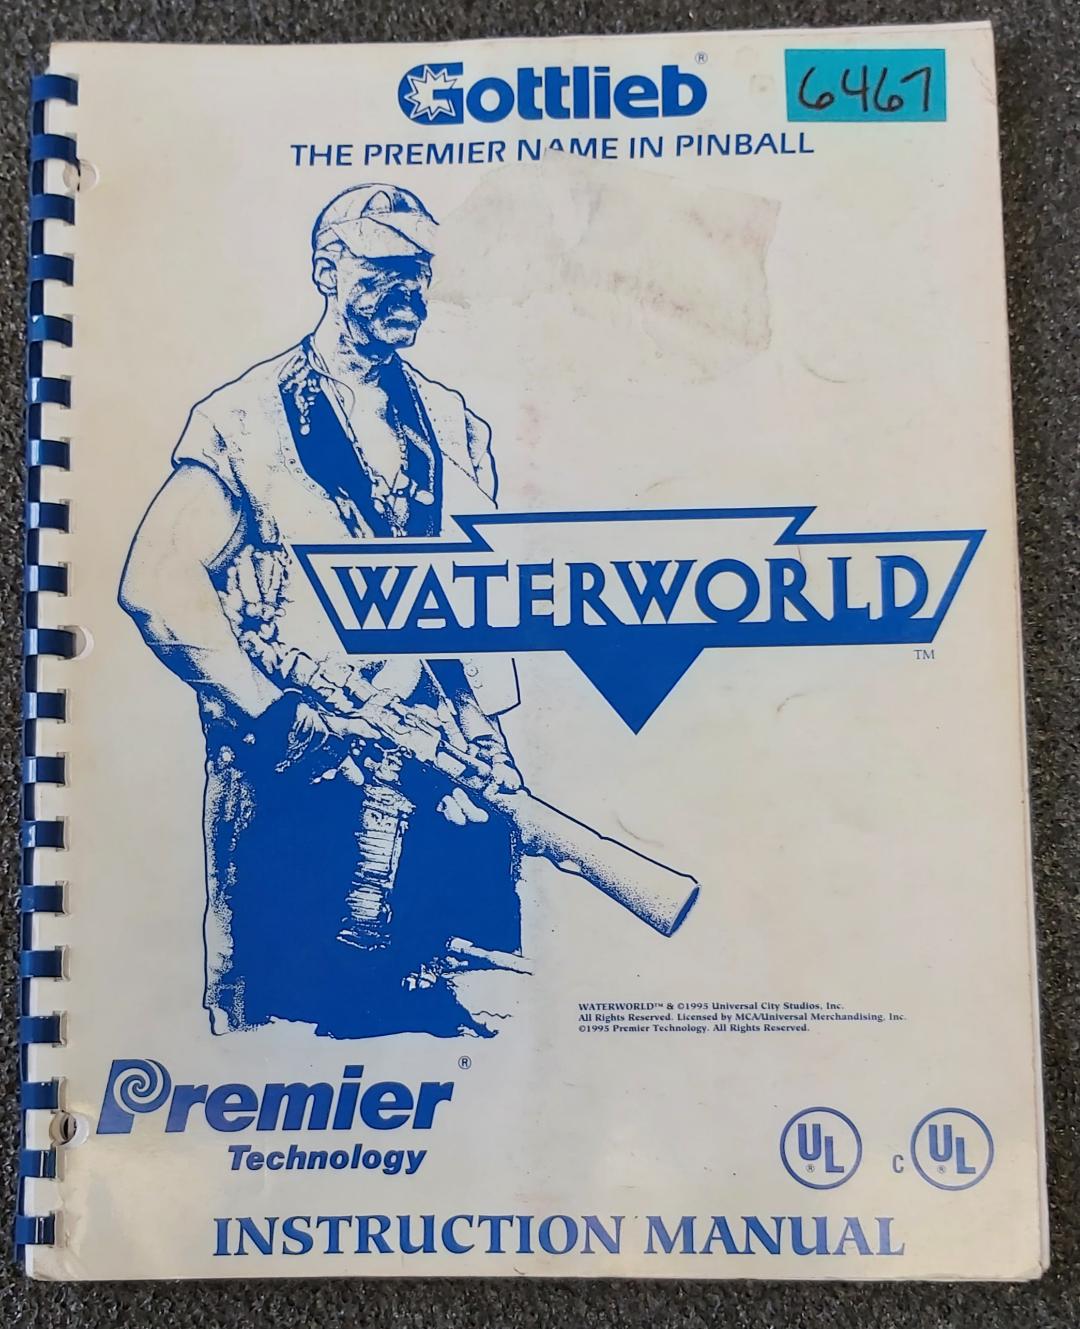 Gottlieb®
6467
THE PREMIER NAME IN PINBALL
WATERWORLD
TM
WATERWORLD™ & ©1995 Universal City Studios, Inc.
All Rights Reserved. Licensed by MCA/Universal Merchandising, Inc.
©1995 Premier Technology. All Rights Reserved.
Premier®
Technology
UL® c UL®
INSTRUCTION MANUAL